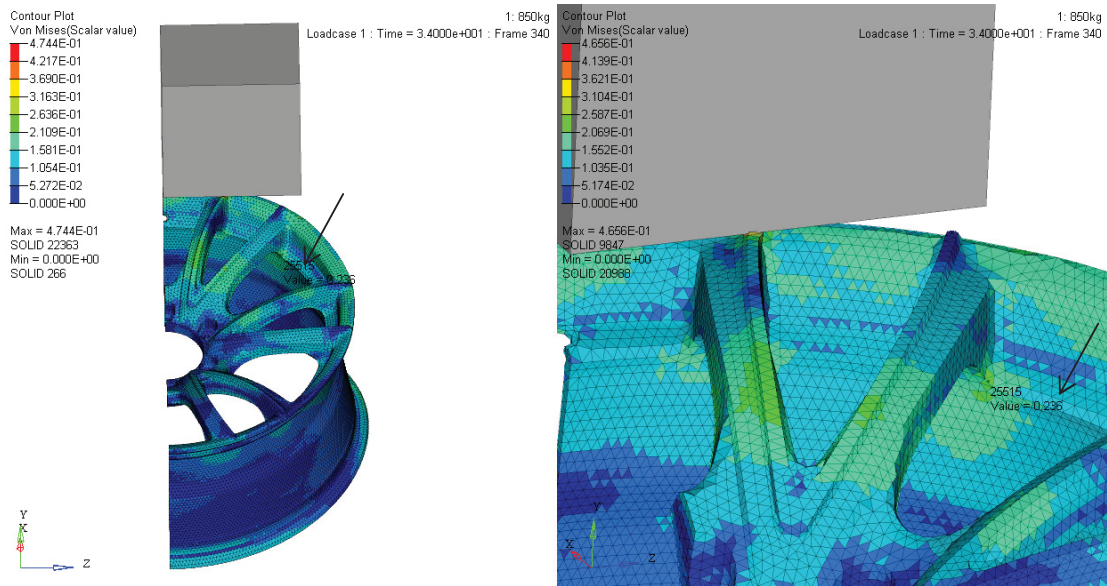 Contour Plot
Von Mises(Scalar value)
4.744E-01
4.217E-01
3.690E-01
3.163E-01
2.636E-01
2.109E-01
1.581E-01
1.054E-01
5.272E-02
0.000E+00
Max = 4.744E-01
SOLID 22363
Min = 0.000E+00
SOLID 266
1: 850kg
Loadcase 1 : Time = 3.4000e+001 : Frame 340
25515
Value = 0.236
Y
X
Z
Contour Plot
Von Mises(Scalar value)
4.656E-01
4.139E-01
3.621E-01
3.104E-01
2.587E-01
2.069E-01
1.552E-01
1.035E-01
5.174E-02
0.000E+00
Max = 4.656E-01
SOLID 9847
Min = 0.000E+00
SOLID 20988
1: 850kg
Loadcase 1 : Time = 3.4000e+001 : Frame 340
25515
Value = 0.236
Y
X
Z